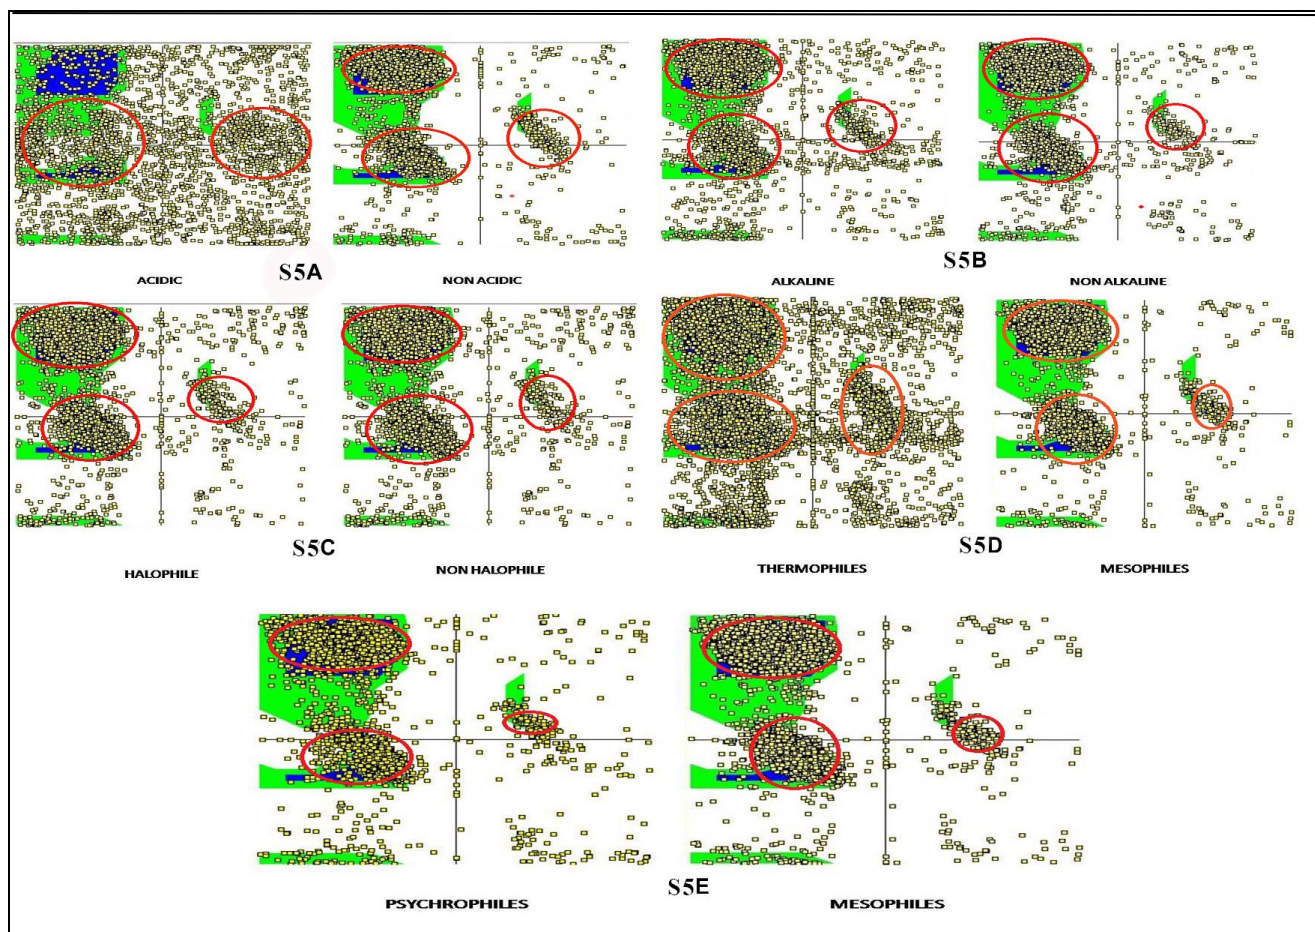 S5A
S5B
ACIDIC
NON ACIDIC
ALKALINE
NON ALKALINE
S5C
S5D
HALOPHILE
NON HALOPHILE
THERMOPHILES
MESOPHILES
S5E
PSYCHROPHILES
MESOPHILES